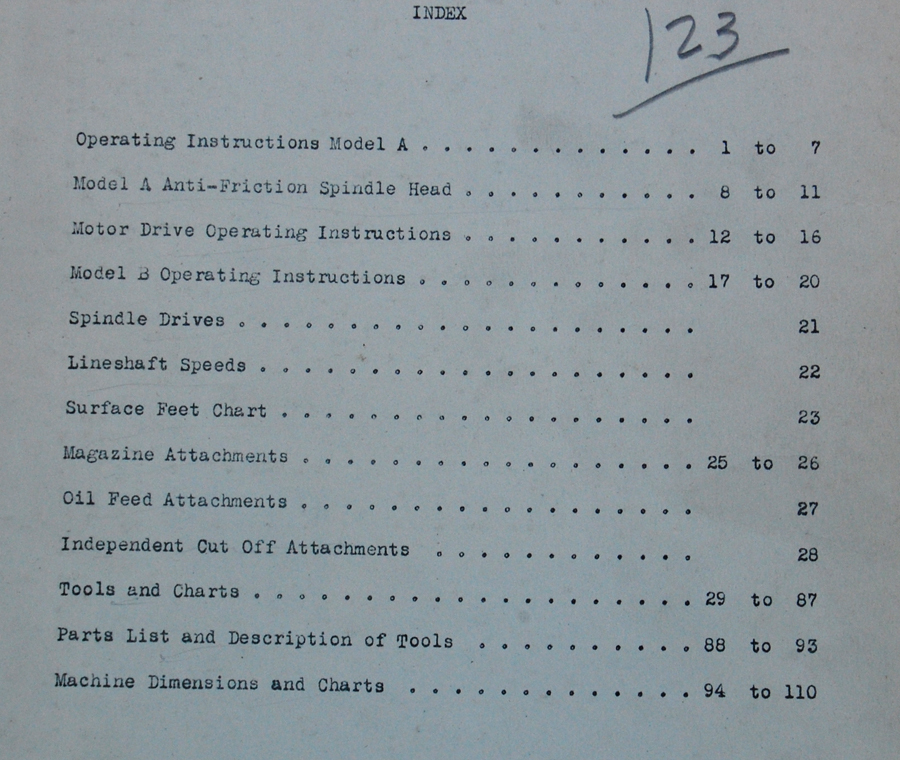 INDEX
123
Operating Instructions Model A . . . . . . . . . . . . . 1 to 7
Model A Anti-Friction Spindle Head . . . . . . . . . . . 8 to 11
Motor Drive Operating Instructions . . . . . . . . . . . 12 to 16
Model B Operating Instructions . . . . . . . . . . . . . 17 to 20
Spindle Drives . . . . . . . . . . . . . . . . . . . . . 21
Lineshaft Speeds . . . . . . . . . . . . . . . . . . . . 22
Surface Feet Chart . . . . . . . . . . . . . . . . . . . 23
Magazine Attachments . . . . . . . . . . . . . . . . . . 25 to 26
Oil Feed Attachments . . . . . . . . . . . . . . . . . . 27
Independent Cut Off Attachments . . . . . . . . . . . . 28
Tools and Charts . . . . . . . . . . . . . . . . . . . . 29 to 87
Parts List and Description of Tools . . . . . . . . . . 88 to 93
Machine Dimensions and Charts . . . . . . . . . . . . . 94 to 110